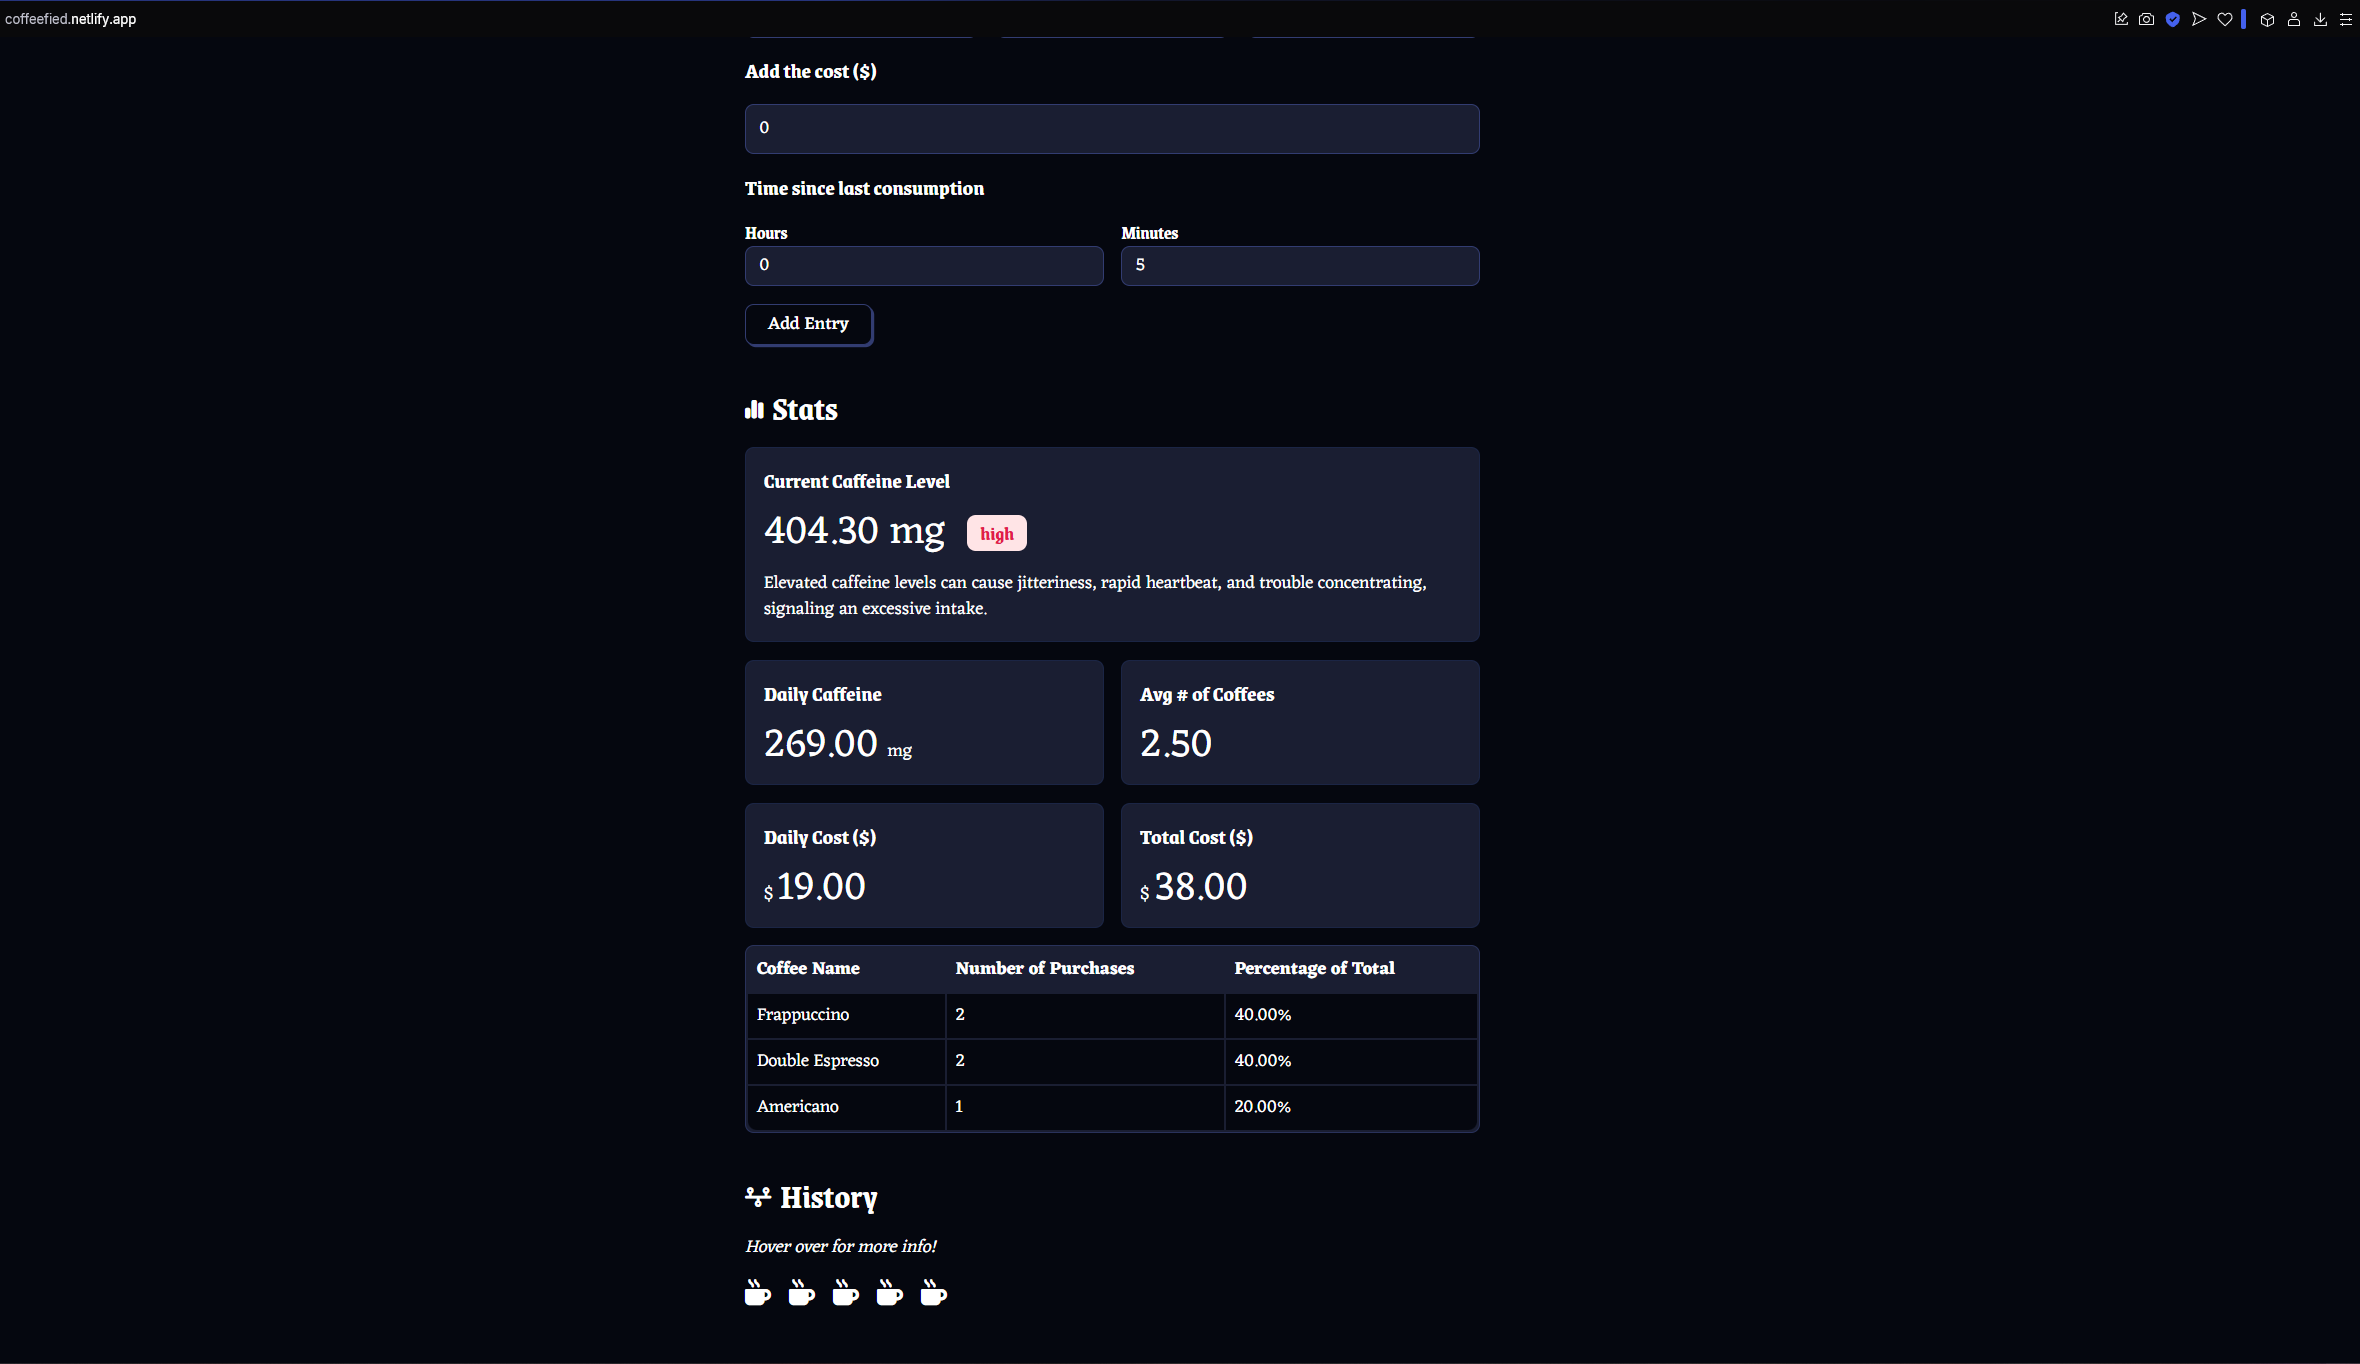 coffeefied.netlify.app
Add the cost ($)
0
Time since last consumption
Hours
Minutes
0
5
Add Entry
Stats
Current Caffeine Level
404.30 mg high
Elevated caffeine levels can cause jitteriness, rapid heartbeat, and trouble concentrating,
signaling an excessive intake.
Daily Caffeine
269.00 mg
Avg # of Coffees
2.50
Daily Cost ($)
$19.00
Total Cost ($)
$38.00
Coffee Name Number of Purchases Percentage of Total
Frappuccino 2 40.00%
Double Espresso 2 40.00%
Americano 1 20.00%
History
Hover over for more info!